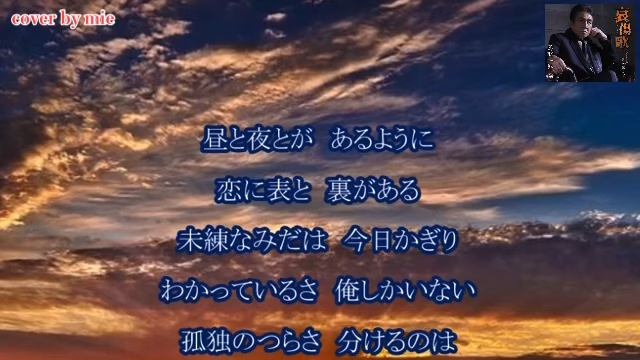 cover by mie
哀傷歌
昼と夜とが　あるように
恋に表と　裏がある
未練なみだは　今日かぎり
わかっているさ　俺しかいない
孤独のつらさ　分けるのは